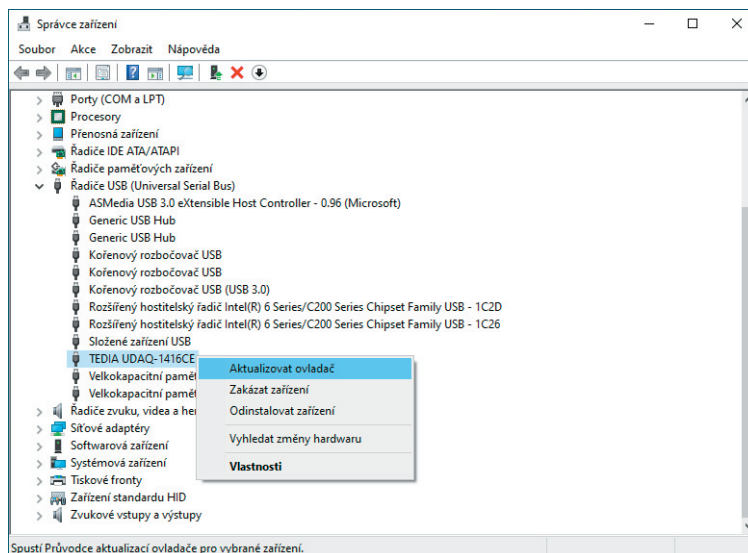 Správce zařízení
Soubor Akce Zobrazit Nápověda
Porty (COM a LPT)
Procesory
Přenosná zařízení
Řadiče IDE ATA/ATAPI
Řadiče paměťových zařízení
Řadiče USB (Universal Serial Bus)
ASMedia USB 3.0 eXtensible Host Controller - 0.96 (Microsoft)
Generic USB Hub
Generic USB Hub
Kořenový rozbočovač USB
Kořenový rozbočovač USB
Kořenový rozbočovač USB (USB 3.0)
Rozšířený hostitelský řadič Intel(R) 6 Series/C200 Series Chipset Family USB - 1C2D
Rozšířený hostitelský řadič Intel(R) 6 Series/C200 Series Chipset Family USB - 1C26
Složené zařízení USB
TEDIA UDAQ-1416CE
Velkokapacitní pamě
Velkokapacitní pamě
Řadiče zvuku, videa a he
Síťové adaptéry
Softwarová zařízení
Systémová zařízení
Tiskové fronty
Zařízení standardu HID
Zvukové vstupy a výstupy
Aktualizovat ovladač
Zakázat zařízení
Odinstalovat zařízení
Vyhledat změny hardwaru
Vlastnosti
Spustí Průvodce aktualizací ovladače pro vybrané zařízení.